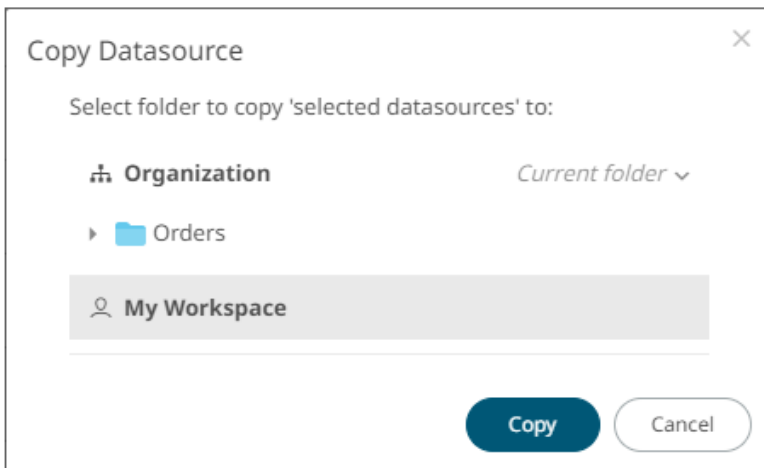 Copy Datasource
Select folder to copy 'selected datasources' to:
Organization Current folder
Orders
My Workspace
Copy Cancel